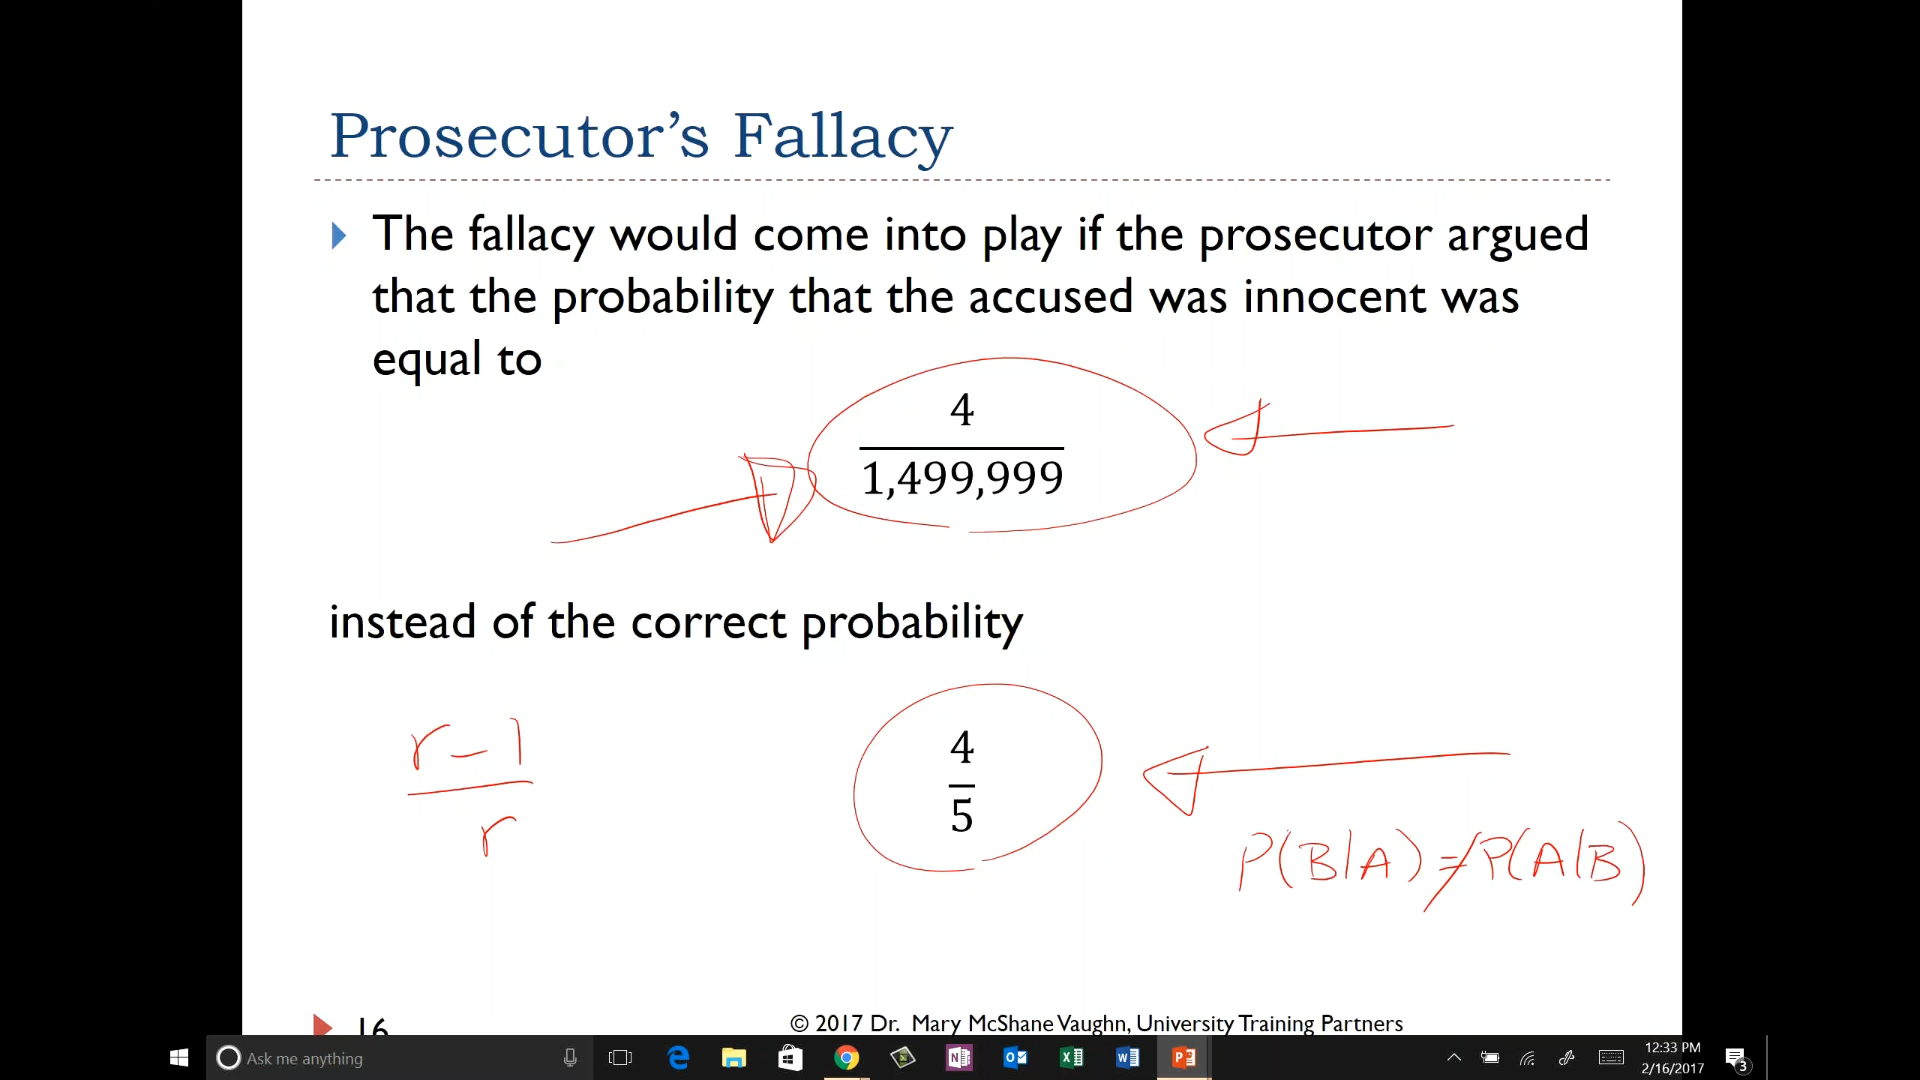 Prosecutor's Fallacy
The fallacy would come into play if the prosecutor argued
that the probability that the accused was innocent was
equal to
4
1,499,999
instead of the correct probability
r-1
r
4
5
P(B|A)≠P(A|B)
16
© 2017 Dr. Mary McShane Vaughn, University Training Partners
Ask me anything
12:33 PM
2/16/2017
3